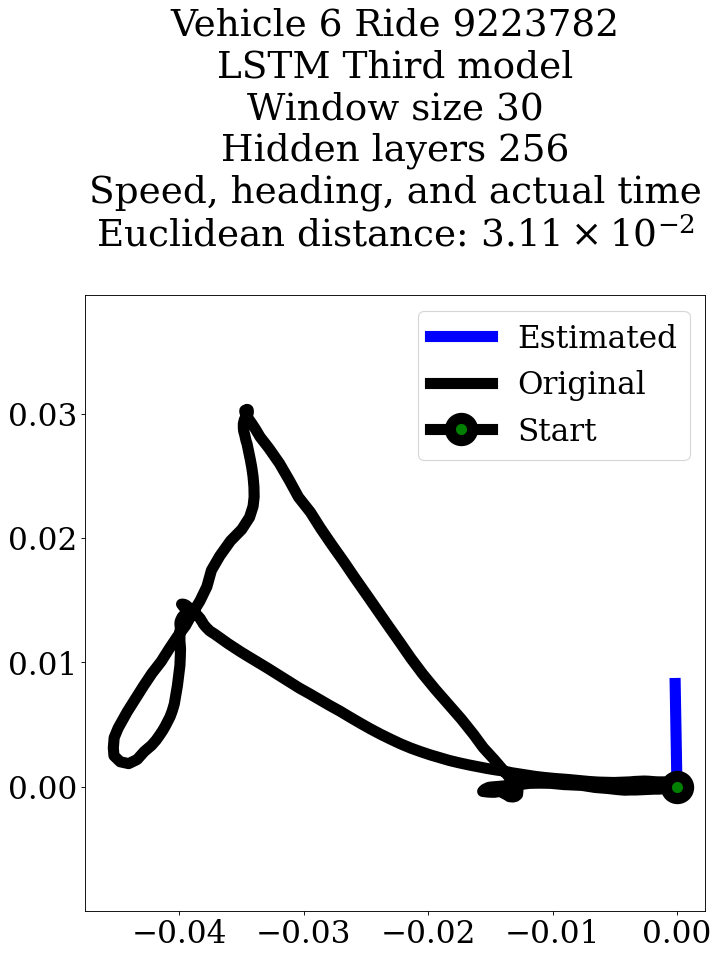 Vehicle 6 Ride 9223782
LSTM Third model
Window size 30
Hidden layers 256
Speed, heading, and actual time
Euclidean distance: 3.11 × 10⁻²
Estimated
Original
Start
0.03
0.02
0.01
0.00
−0.04 −0.03 −0.02 −0.01 0.00